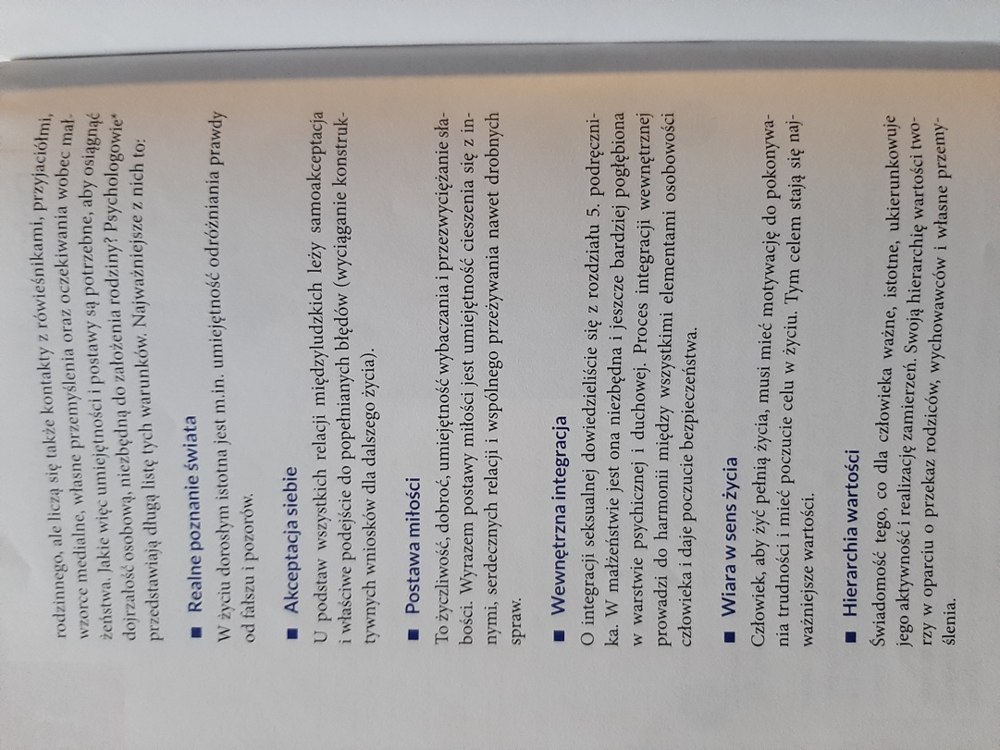 rodzinnego, ale liczą się także kontakty z rówieśnikami, przyjaciółmi,
wzorce medialne, własne przemyślenia oraz oczekiwania wobec mał-
żeństwa. Jakie więc umiejętności i postawy są potrzebne, aby osiągnąć
dojrzałość osobową, niezbędną do założenia rodziny? Psychologowie*
przedstawiają długą listę tych warunków. Najważniejsze z nich to:
■ Realne poznanie świata
W życiu dorosłym istotna jest m.in. umiejętność odróżniania prawdy
od fałszu i pozorów.
■ Akceptacja siebie
U podstaw wszystkich relacji międzyludzkich leży samoakceptacja
i właściwe podejście do popełnianych błędów (wyciąganie konstruk-
tywnych wniosków dla dalszego życia).
■ Postawa miłości
To życzliwość, dobroć, umiejętność wybaczania i przezwyciężanie sła-
bości. Wyrazem postawy miłości jest umiejętność cieszenia się z in-
nymi, serdecznych relacji i wspólnego przeżywania nawet drobnych
spraw.
■ Wewnętrzna integracja
O integracji seksualnej dowiedzieliście się z rozdziału 5. podręczni-
ka. W małżeństwie jest ona niezbędna i jeszcze bardziej pogłębiona
w warstwie psychicznej i duchowej. Proces integracji wewnętrznej
prowadzi do harmonii między wszystkimi elementami osobowości
człowieka i daje poczucie bezpieczeństwa.
■ Wiara w sens życia
Człowiek, aby żyć pełnią życia, musi mieć motywację do pokonywa-
nia trudności i mieć poczucie celu w życiu. Tym celem stają się naj-
ważniejsze wartości.
■ Hierarchia wartości
Świadomość tego, co dla człowieka ważne, istotne, ukierunkowuje
jego aktywność i realizację zamierzeń. Swoją hierarchię wartości two-
rzy w oparciu o przekaz rodziców, wychowawców i własne przemy-
ślenia.